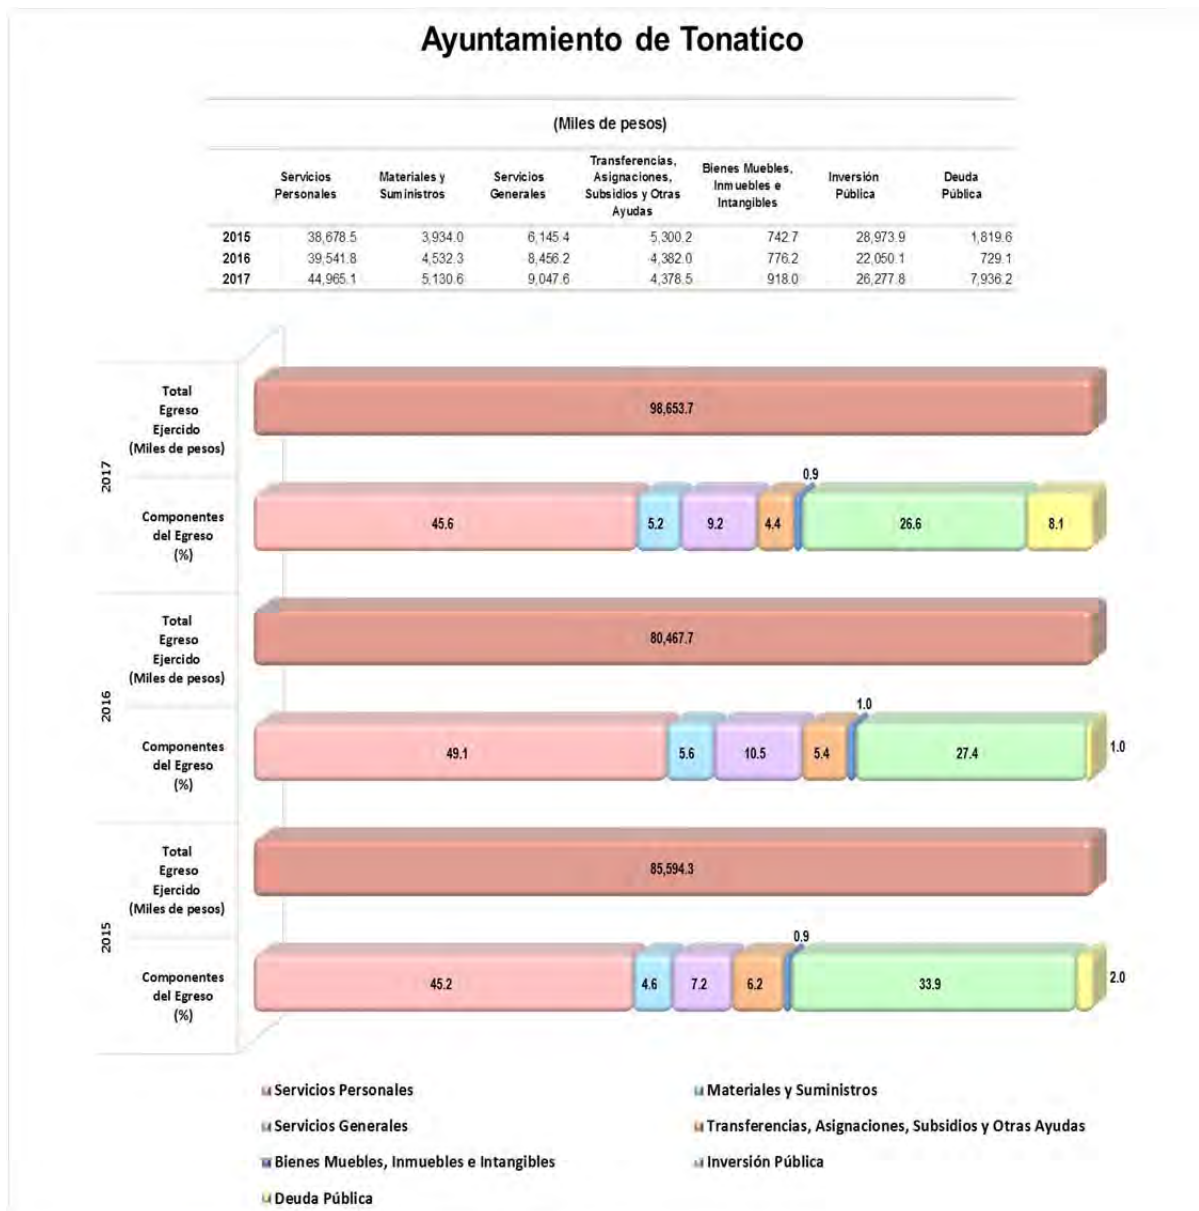 Ayuntamiento de Tonatico
(Miles de pesos)
Servicios Personales
Materiales y Suministros
Servicios Generales
Transferencias, Asignaciones, Subsidios y Otras Ayudas
Bienes Muebles, Inmuebles e Intangibles
Inversión Pública
Deuda Pública
2015 38,678.5 3,934.0 6,145.4 5,300.2 742.7 28,973.9 1,819.6
2016 39,541.8 4,532.3 8,456.2 4,382.0 776.2 22,050.1 729.1
2017 44,965.1 5,130.6 9,047.6 4,378.5 918.0 26,277.8 7,936.2
2017
Total
Egreso
Ejercido
(Miles de pesos)
98,653.7
Componentes
del Egreso
(%)
0.9
45.6 5.2 9.2 4.4 26.6 8.1
2016
Total
Egreso
Ejercido
(Miles de pesos)
80,467.7
Componentes
del Egreso
(%)
1.0
49.1 5.6 10.5 5.4 27.4 1.0
2015
Total
Egreso
Ejercido
(Miles de pesos)
85,594.3
Componentes
del Egreso
(%)
0.9
45.2 4.6 7.2 6.2 33.9 2.0
Servicios Personales
Materiales y Suministros
Servicios Generales
Transferencias, Asignaciones, Subsidios y Otras Ayudas
Bienes Muebles, Inmuebles e Intangibles
Inversión Pública
Deuda Pública